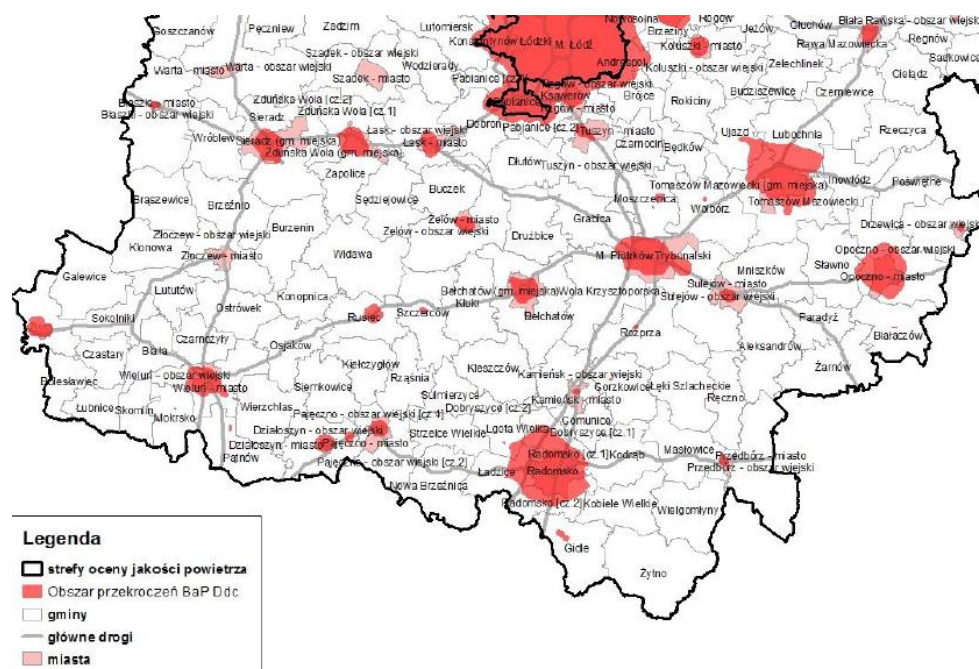 Goszczanów
Pęczniew
Zadzim
Lutomiersk
Konstantynów Łódzki
M. Łódź
Nowosolna
Brzeziny
Rogów
Jeżów
Głuchów
Biała Rawska - obszar wiejski
Regnów
Sadkowice
Koluszki - miasto
Rawa Mazowiecka
Szadek - obszar wiejski
Wodzierady
Andrespol
Koluszki - obszar wiejski
Żelechlinek
Cielądz
Warta - miasto
Warta - obszar wiejski
Szadek - miasto
Ksawerów
Brójce
Rokiciny
Budziszewice
Czerniewice
Błaszki - miasto
Błaszki - obszar wiejski
Zduńska Wola [cz.2]
Zduńska Wola [cz.1]
Sieradz
Wróblew
Sieradz (gm. miejska)
Zduńska Wola (gm. miejska)
Łask - obszar wiejski
Łask - miasto
Dobroń
Pabianice [cz.2]
Tuszyn - miasto
Czarnocin
Tuszyn - obszar wiejski
Będków
Ujazd
Lubochnia
Rzeczyca
Zapolice
Dłutów
Buczek
Sędziejowice
Moszczenica
Tomaszów Mazowiecki (gm. miejska)
Tomaszów Mazowiecki
Inowłódz
Poświętne
Brąszewice
Brzeźnio
Burzenin
Wolbórz
Grabica
Drzewica - obszar wiejski
Klonowa
Złoczew - obszar wiejski
Złoczew - miasto
Widawa
Zelów - miasto
Zelów - obszar wiejski
Drużbice
M. Piotrków Trybunalski
Mniszków
Sławno
Opoczno - obszar wiejski
Opoczno - miasto
Galewice
Lututów
Ostrówek
Konopnica
Bełchatów (gm. miejska)
Wola Krzysztoporska
Sulejów - miasto
Sulejów - obszar wiejski
Kluki
Bełchatów
Sokolniki
Rusiec
Szczerców
Rozprza
Paradyż
Białaczów
Czarnożyły
Osjaków
Aleksandrów
Żarnów
Czastary
Biała
Wieluń - obszar wiejski
Wieluń - miasto
Kiełczygłów
Rząśnia
Kleszczów
Kamieńsk - obszar wiejski
Kamieńsk - miasto
Gorzkowice
Łęki Szlacheckie
Ręczno
Bolesławiec
Siemkowice
Sulmierzyce
Dobryszyce [cz.2]
Łubnice
Skomlin
Mokrsko
Wierzchlas
Pajęczno - obszar wiejski [cz.1]
Gomunice
Działoszyn - miasto
Pajęczno - miasto
Strzelce Wielkie
Lgota Wielka
Dobryszyce [cz.1]
Działoszyn - obszar wiejski
Pątnów
Pajęczno - obszar wiejski [cz.2]
Ładzice
Radomsko [cz.1]
Radomsko
Kodrąb
Masłowice
Przedbórz - miasto
Przedbórz - obszar wiejski
Nowa Brzeźnica
Radomsko [cz.2]
Kobiele Wielkie
Wielgomłyny
Gidle
Żytno
Legenda
strefy oceny jakości powietrza
Obszar przekroczeń BaP Ddc
gminy
główne drogi
miasta